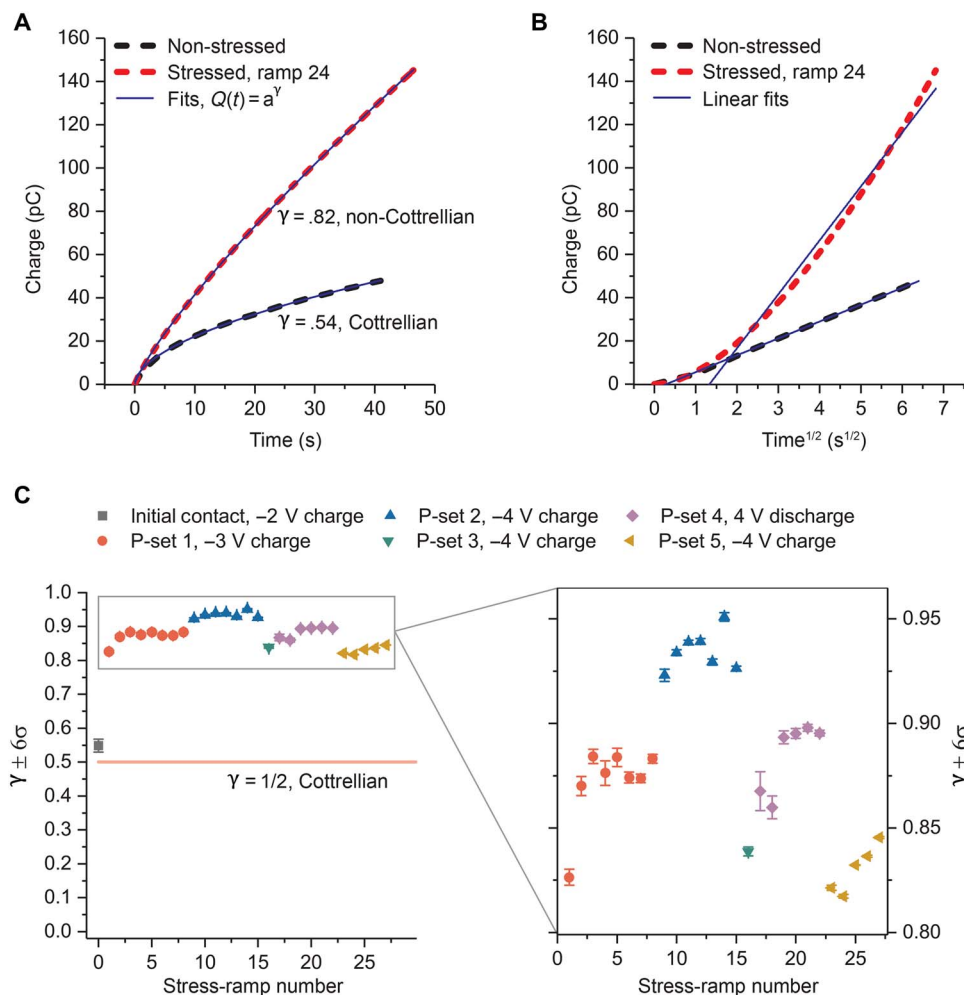 A
160
140
120
100
80
60
40
20
0
Charge (pC)
Non-stressed
Stressed, ramp 24
Fits, Q(t) = a^γ
γ = .82, non-Cottrellian
γ = .54, Cottrellian
0 10 20 30 40 50
Time (s)
B
160
140
120
100
80
60
40
20
0
Charge (pC)
Non-stressed
Stressed, ramp 24
Linear fits
0 1 2 3 4 5 6 7
Time^1/2 (s^1/2)
C
Initial contact, –2 V charge
P-set 2, –4 V charge
P-set 4, 4 V discharge
P-set 1, –3 V charge
P-set 3, –4 V charge
P-set 5, –4 V charge
1.0
0.9
0.8
0.7
0.6
0.5
0.4
0.3
0.2
0.1
0.0
γ ± 6σ
γ = 1/2, Cottrellian
0 5 10 15 20 25
Stress-ramp number
0.95
0.90
0.85
0.80
γ + 6σ
0 5 10 15 20 25
Stress-ramp number